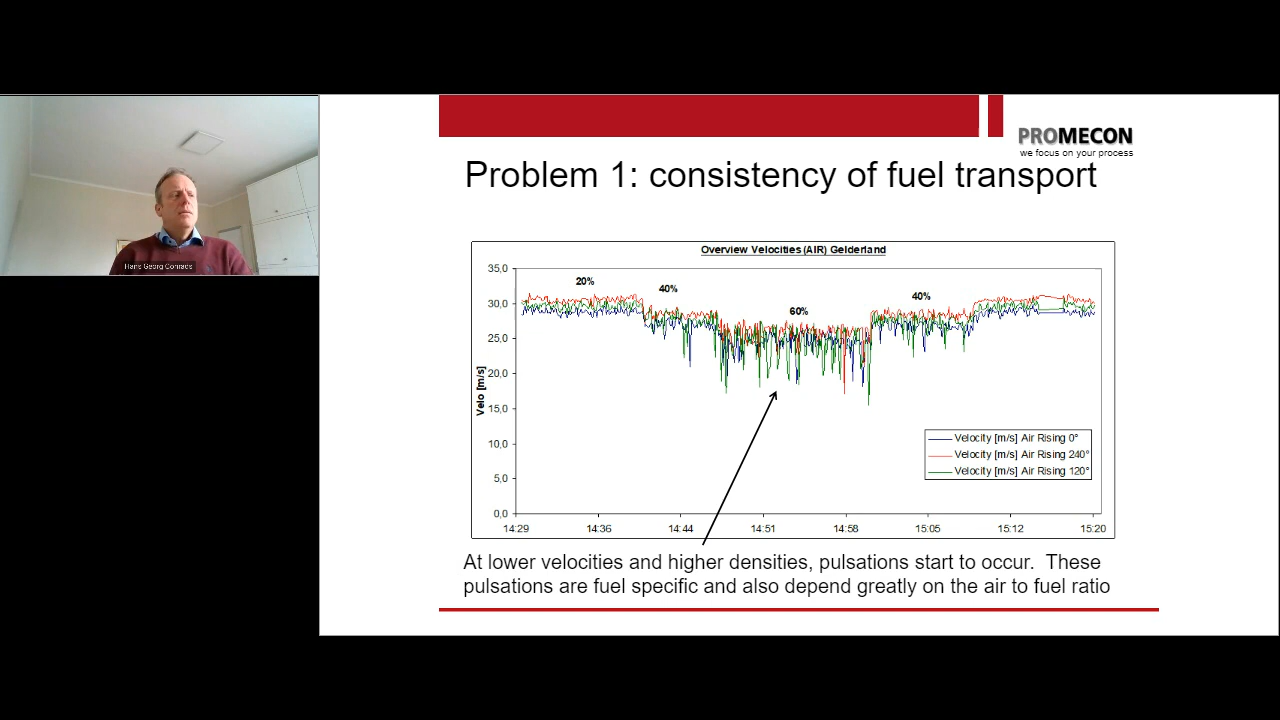 PROMECON
we focus on your process
Problem 1: consistency of fuel transport
Overview Velocities (AIR) Gelderland
35,0
30,0
25,0
20,0
15,0
10,0
5,0
0,0
Velo [m/s]
20%
40%
60%
40%
Velocity [m/s] Air Rising 0°
Velocity [m/s] Air Rising 240°
Velocity [m/s] Air Rising 120°
14:29 14:36 14:44 14:51 14:58 15:05 15:12 15:20
At lower velocities and higher densities, pulsations start to occur. These
pulsations are fuel specific and also depend greatly on the air to fuel ratio
Hans Georg Conrads